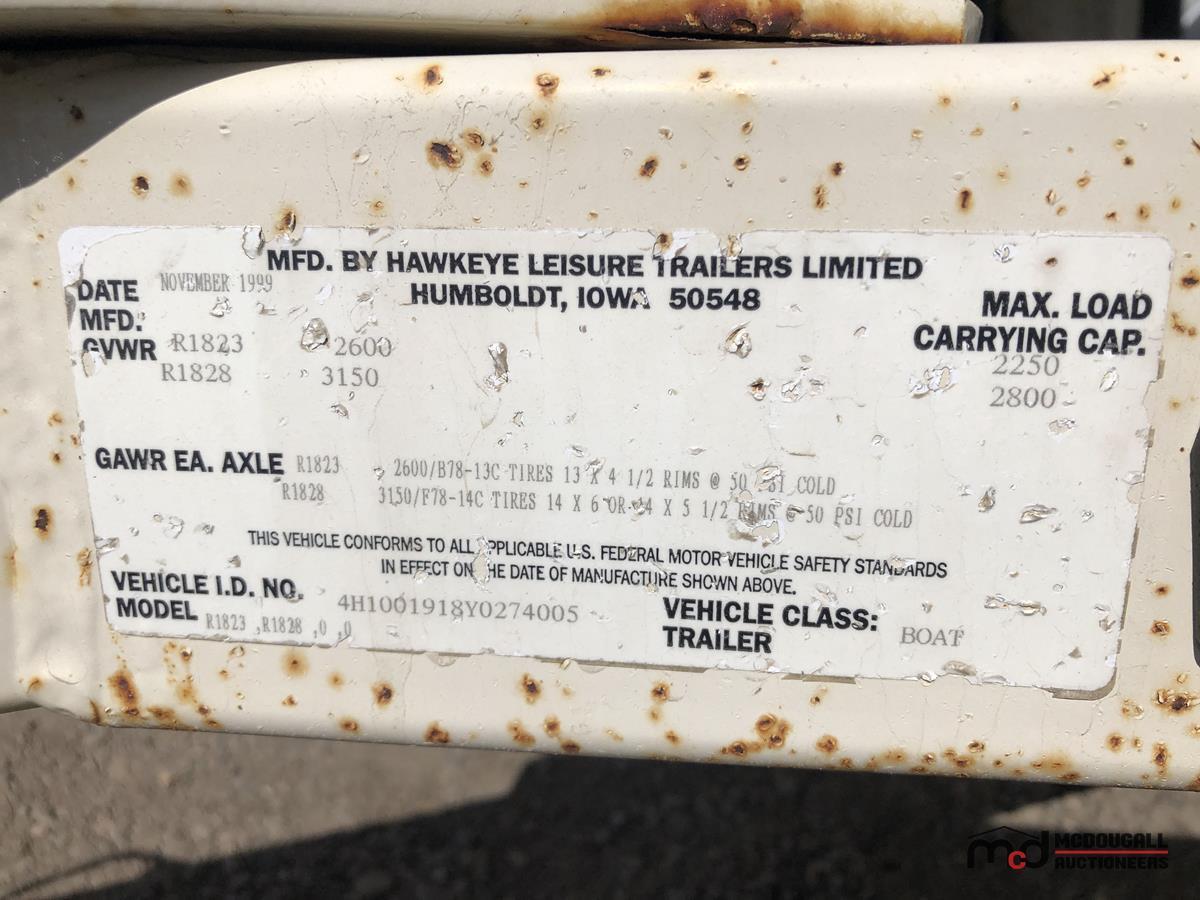 MFD. BY HAWKEYE LEISURE TRAILERS LIMITED
HUMBOLDT, IOWA 50548
DATE MFD. NOVEMBER 1999
MAX. LOAD CARRYING CAP.
GVWR R1823 2600 2250
R1828 3150 2800
GAWR EA. AXLE R1823 2600/B78-13C TIRES 13 X 4 1/2 RIMS @ 50 PSI COLD
R1828 3150/F78-14C TIRES 14 X 6 OR 14 X 5 1/2 RIMS @ 50 PSI COLD
THIS VEHICLE CONFORMS TO ALL APPLICABLE U.S. FEDERAL MOTOR VEHICLE SAFETY STANDARDS
IN EFFECT ON THE DATE OF MANUFACTURE SHOWN ABOVE.
VEHICLE I.D. NO. 4H1001918Y0274005
MODEL R1823 ,R1828 ,0 ,0
VEHICLE CLASS:
TRAILER BOAT
mcd MCDOUGALL
AUCTIONEERS